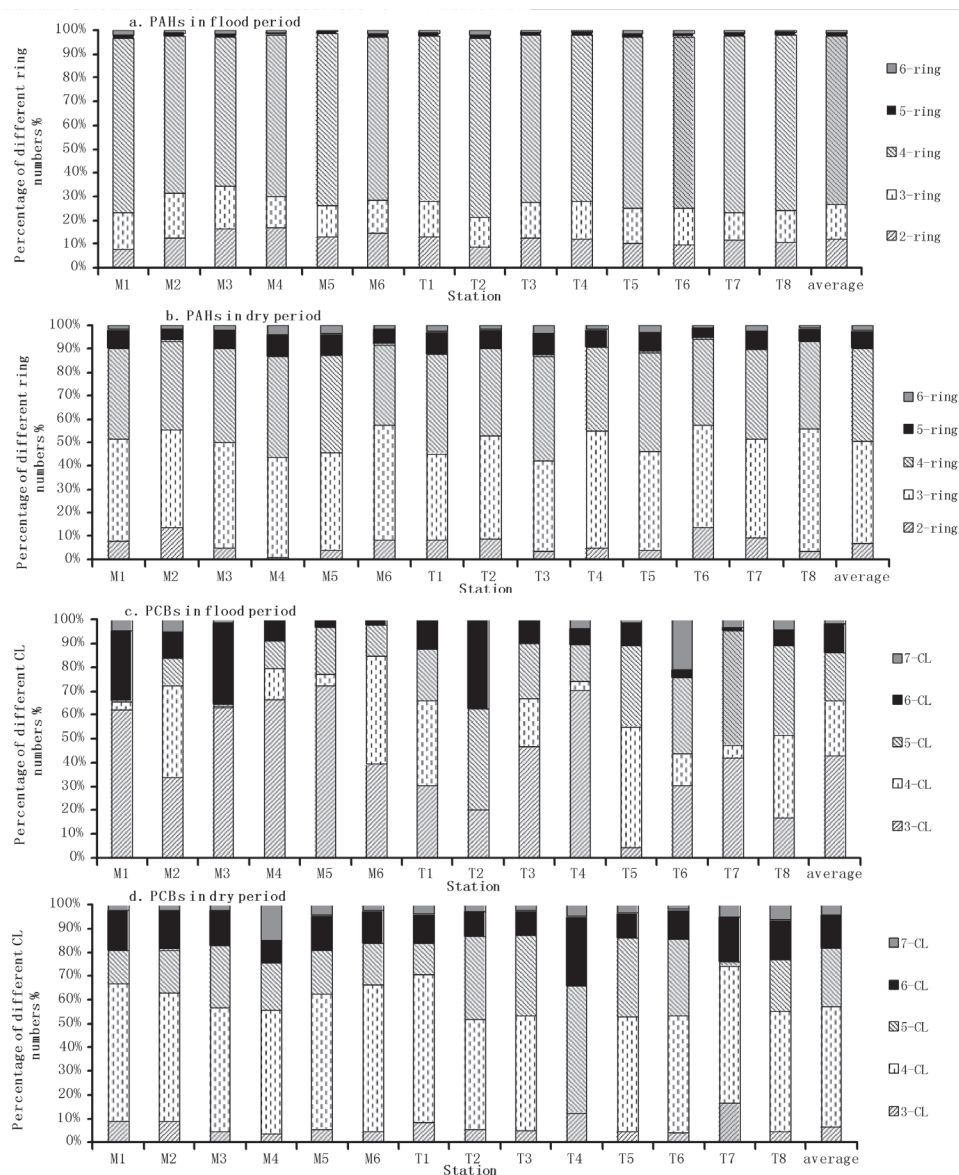 a. PAHs in flood period
Percentage of different ring numbers %
100%
90%
80%
70%
60%
50%
40%
30%
20%
10%
0%
M1 M2 M3 M4 M5 M6 T1 T2 T3 T4 T5 T6 T7 T8 average
Station
6-ring
5-ring
4-ring
3-ring
2-ring
b. PAHs in dry period
Percentage of different ring numbers %
100%
90%
80%
70%
60%
50%
40%
30%
20%
10%
0%
M1 M2 M3 M4 M5 M6 T1 T2 T3 T4 T5 T6 T7 T8 average
Station
6-ring
5-ring
4-ring
3-ring
2-ring
c. PCBs in flood period
Percentage of different CL numbers %
100%
90%
80%
70%
60%
50%
40%
30%
20%
10%
0%
M1 M2 M3 M4 M5 M6 T1 T2 T3 T4 T5 T6 T7 T8 average
Station
7-CL
6-CL
5-CL
4-CL
3-CL
d. PCBs in dry period
Percentage of different CL numbers %
100%
90%
80%
70%
60%
50%
40%
30%
20%
10%
0%
M1 M2 M3 M4 M5 M6 T1 T2 T3 T4 T5 T6 T7 T8 average
Station
7-CL
6-CL
5-CL
4-CL
3-CL